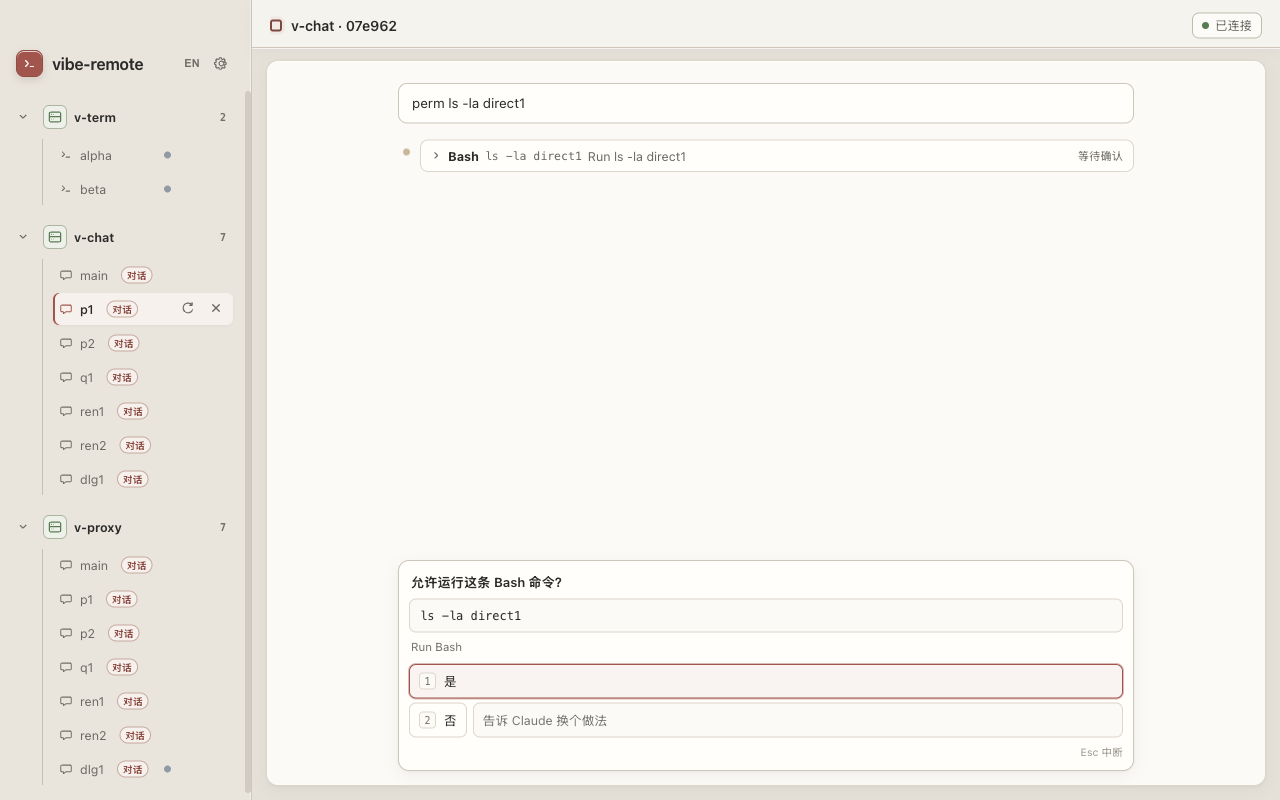 vibe-remote EN
v-term 2
alpha
beta
v-chat 7
main 对话
p1 对话
p2 对话
q1 对话
ren1 对话
ren2 对话
dlg1 对话
v-proxy 7
main 对话
p1 对话
p2 对话
q1 对话
ren1 对话
ren2 对话
dlg1 对话
v-chat · 07e962 已连接
perm ls -la direct1
Bash ls -la direct1 Run ls -la direct1 等待确认
允许运行这条 Bash 命令?
ls -la direct1
Run Bash
1 是
2 否 告诉 Claude 换个做法
Esc 中断